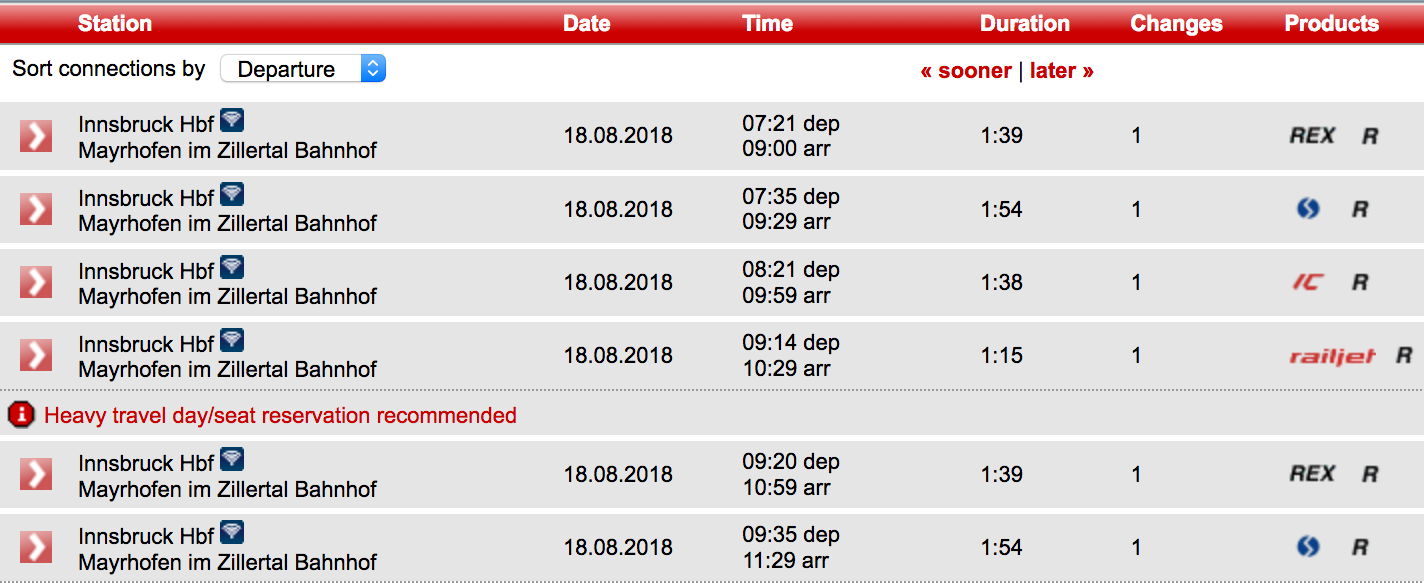 Station Date Time Duration Changes Products
Sort connections by Departure « sooner | later »
Innsbruck Hbf 07:21 dep
18.08.2018 1:39 1 REX R
Mayrhofen im Zillertal Bahnhof 09:00 arr
Innsbruck Hbf 07:35 dep
18.08.2018 1:54 1 S R
Mayrhofen im Zillertal Bahnhof 09:29 arr
Innsbruck Hbf 08:21 dep
18.08.2018 1:38 1 IC R
Mayrhofen im Zillertal Bahnhof 09:59 arr
Innsbruck Hbf 09:14 dep
18.08.2018 1:15 1 railjet R
Mayrhofen im Zillertal Bahnhof 10:29 arr
i Heavy travel day/seat reservation recommended
Innsbruck Hbf 09:20 dep
18.08.2018 1:39 1 REX R
Mayrhofen im Zillertal Bahnhof 10:59 arr
Innsbruck Hbf 09:35 dep
18.08.2018 1:54 1 S R
Mayrhofen im Zillertal Bahnhof 11:29 arr